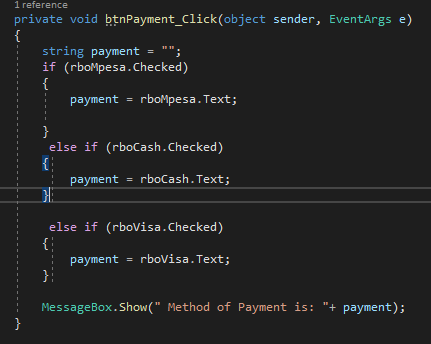 1 reference
private void btnPayment_Click(object sender, EventArgs e)
{
    string payment = "";
    if (rboMpesa.Checked)
    {
        payment = rboMpesa.Text;

    }
     else if (rboCash.Checked)
    {
        payment = rboCash.Text;
    }

     else if (rboVisa.Checked)
    {
        payment = rboVisa.Text;
    }

    MessageBox.Show(" Method of Payment is: "+ payment);
}